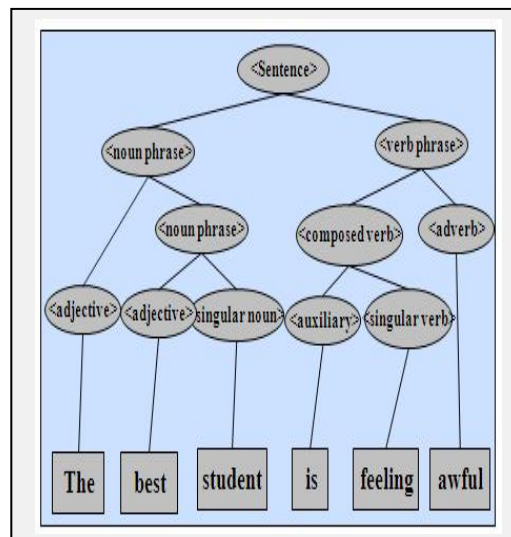 <Sentence>
<noun phrase> <verb phrase>
<noun phrase> <composed verb> <adverb>
<adjective> <adjective> singular noun> <auxiliary> <singular verb>
The best student is feeling awful